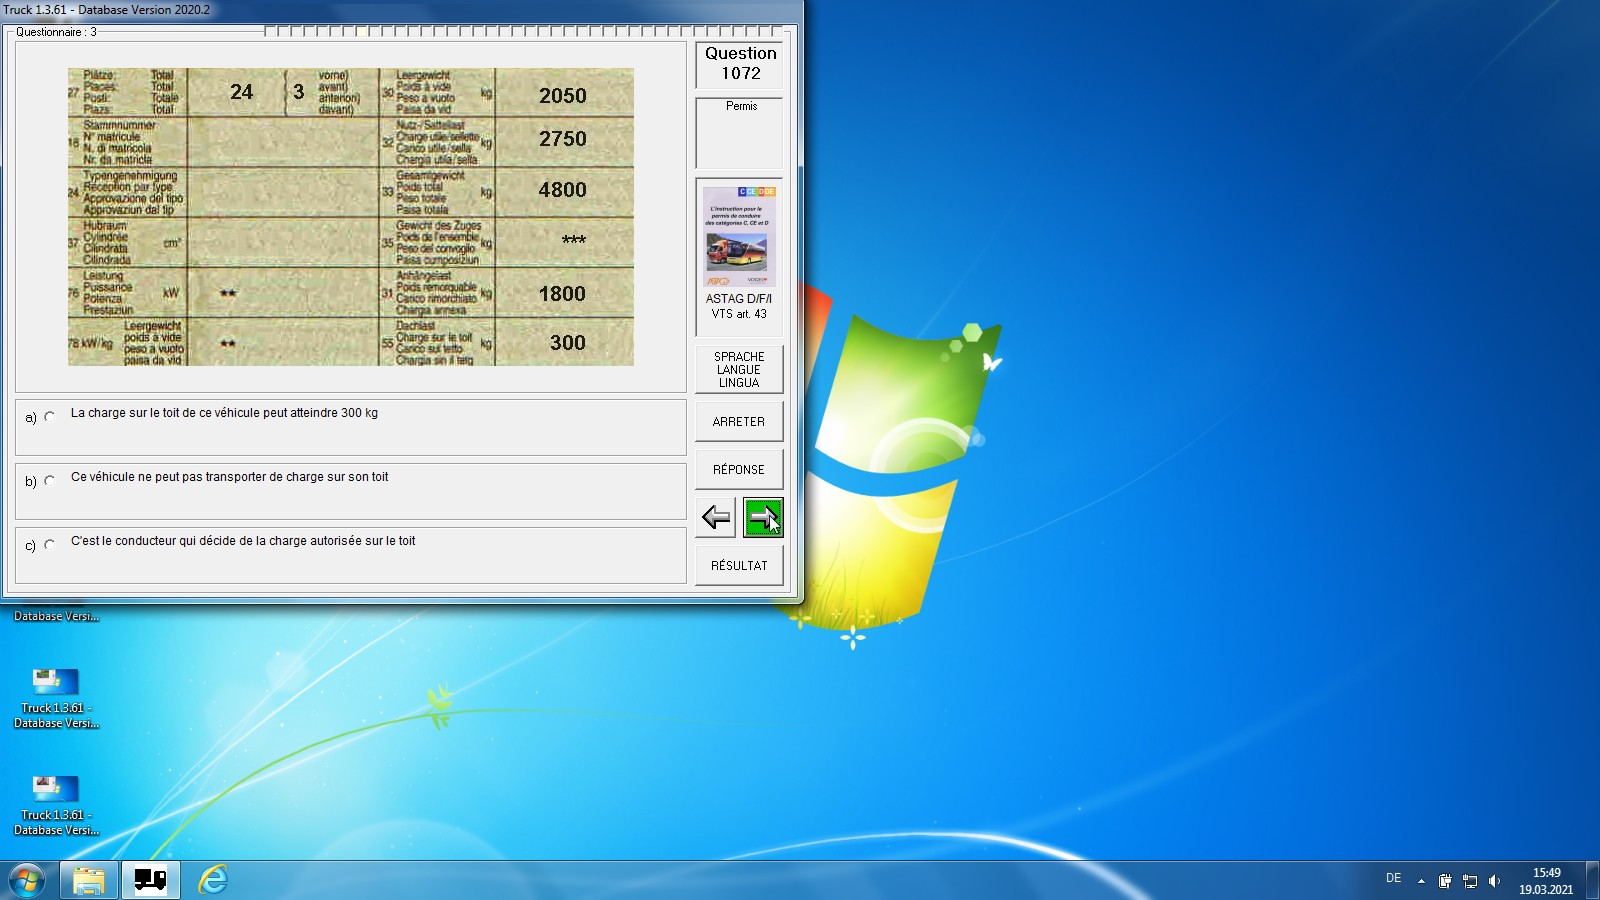 Truck 1.3.61 - Database Version 2020.2
Questionnaire : 3
27 Plätze: Total 24 ( 3 vorne) 30 Leergewicht kg 2050
Places: Total avant) Poids à vide
Posti: Totale anteriori) Peso a vuoto
Plazs: Total davant) Paisa da vid
18 Stammnummer 32 Nutz-/Sattellast kg 2750
N° matricule Charge utile/sellette
N. di matricola Carico utile/sella
Nr. da matricla Chargia utila/sella
24 Typengenehmigung 33 Gesamtgewicht kg 4800
Réception par type Poids total
Approvazione del tipo Peso totale
Approvaziun dal tip Paisa totala
37 Hubraum cm³ 35 Gewicht des Zuges kg ***
Cylindrée Poids de l'ensemble
Cilindrata Peso del convoglio
Cilindrada Paisa cumposiziun
76 Leistung kW ** 31 Anhängelast kg 1800
Puissance Poids remorquable
Potenza Carico rimorchiato
Prestaziun Chargia annexa
78 kW/kg Leergewicht ** 55 Dachlast kg 300
poids à vide Charge sur le toit
peso a vuoto Carico sul tetto
paisa da vid Chargia sin il tetg
Question
1072
Permis
C CE D DE
L'instruction pour le
permis de conduire
des catégories C, CE et D
ASTAG D/F/I
VTS art. 43
SPRACHE
LANGUE
LINGUA
ARRETER
RÉPONSE
RÉSULTAT
a) La charge sur le toit de ce véhicule peut atteindre 300 kg
b) Ce véhicule ne peut pas transporter de charge sur son toit
c) C'est le conducteur qui décide de la charge autorisée sur le toit
Database Versi...
Truck 1.3.61 -
Database Versi...
Truck 1.3.61 -
Database Versi...
DE
15:49
19.03.2021